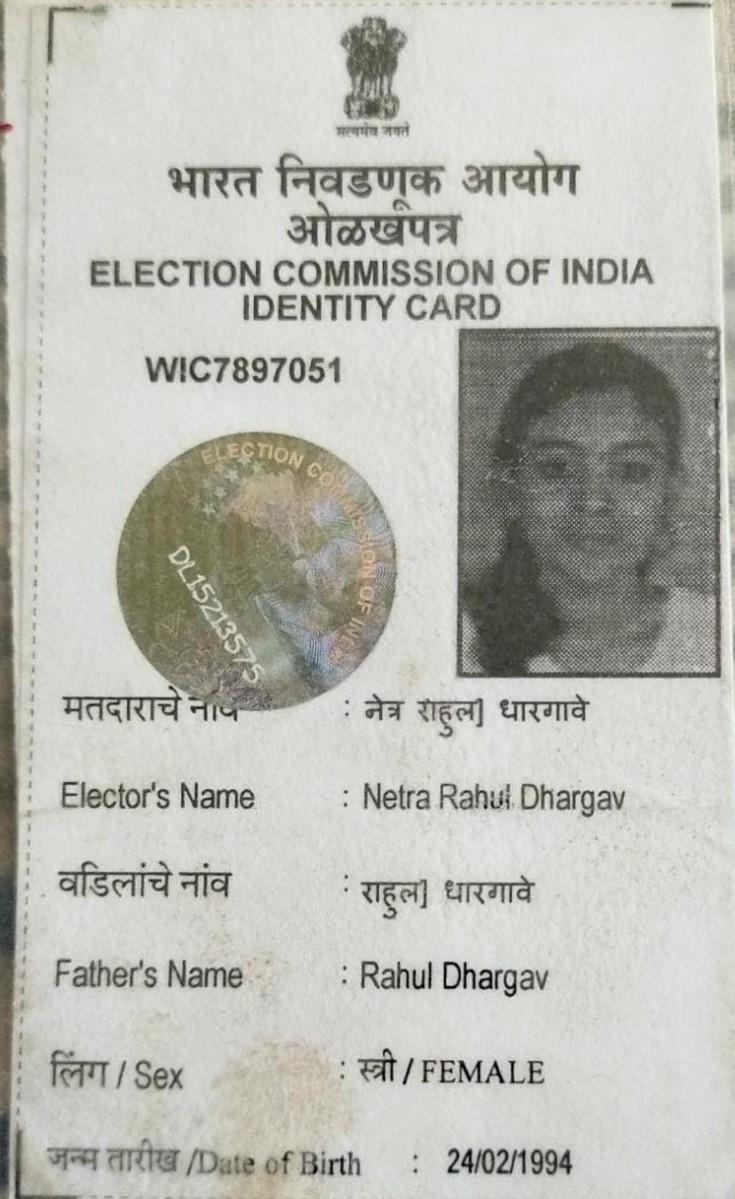 सत्यमेव जयते
भारत निवडणूक आयोग
ओळखपत्र
ELECTION COMMISSION OF INDIA
IDENTITY CARD
WIC7897051
ELECTION COMMISSION OF INDIA
DL15213575
मतदाराचे नांव : नेत्र राहुल] धारगावे
Elector's Name : Netra Rahul Dhargav
वडिलांचे नांव : राहुल] धारगावे
Father's Name : Rahul Dhargav
लिंग / Sex : स्त्री / FEMALE
जन्म तारीख /Date of Birth : 24/02/1994